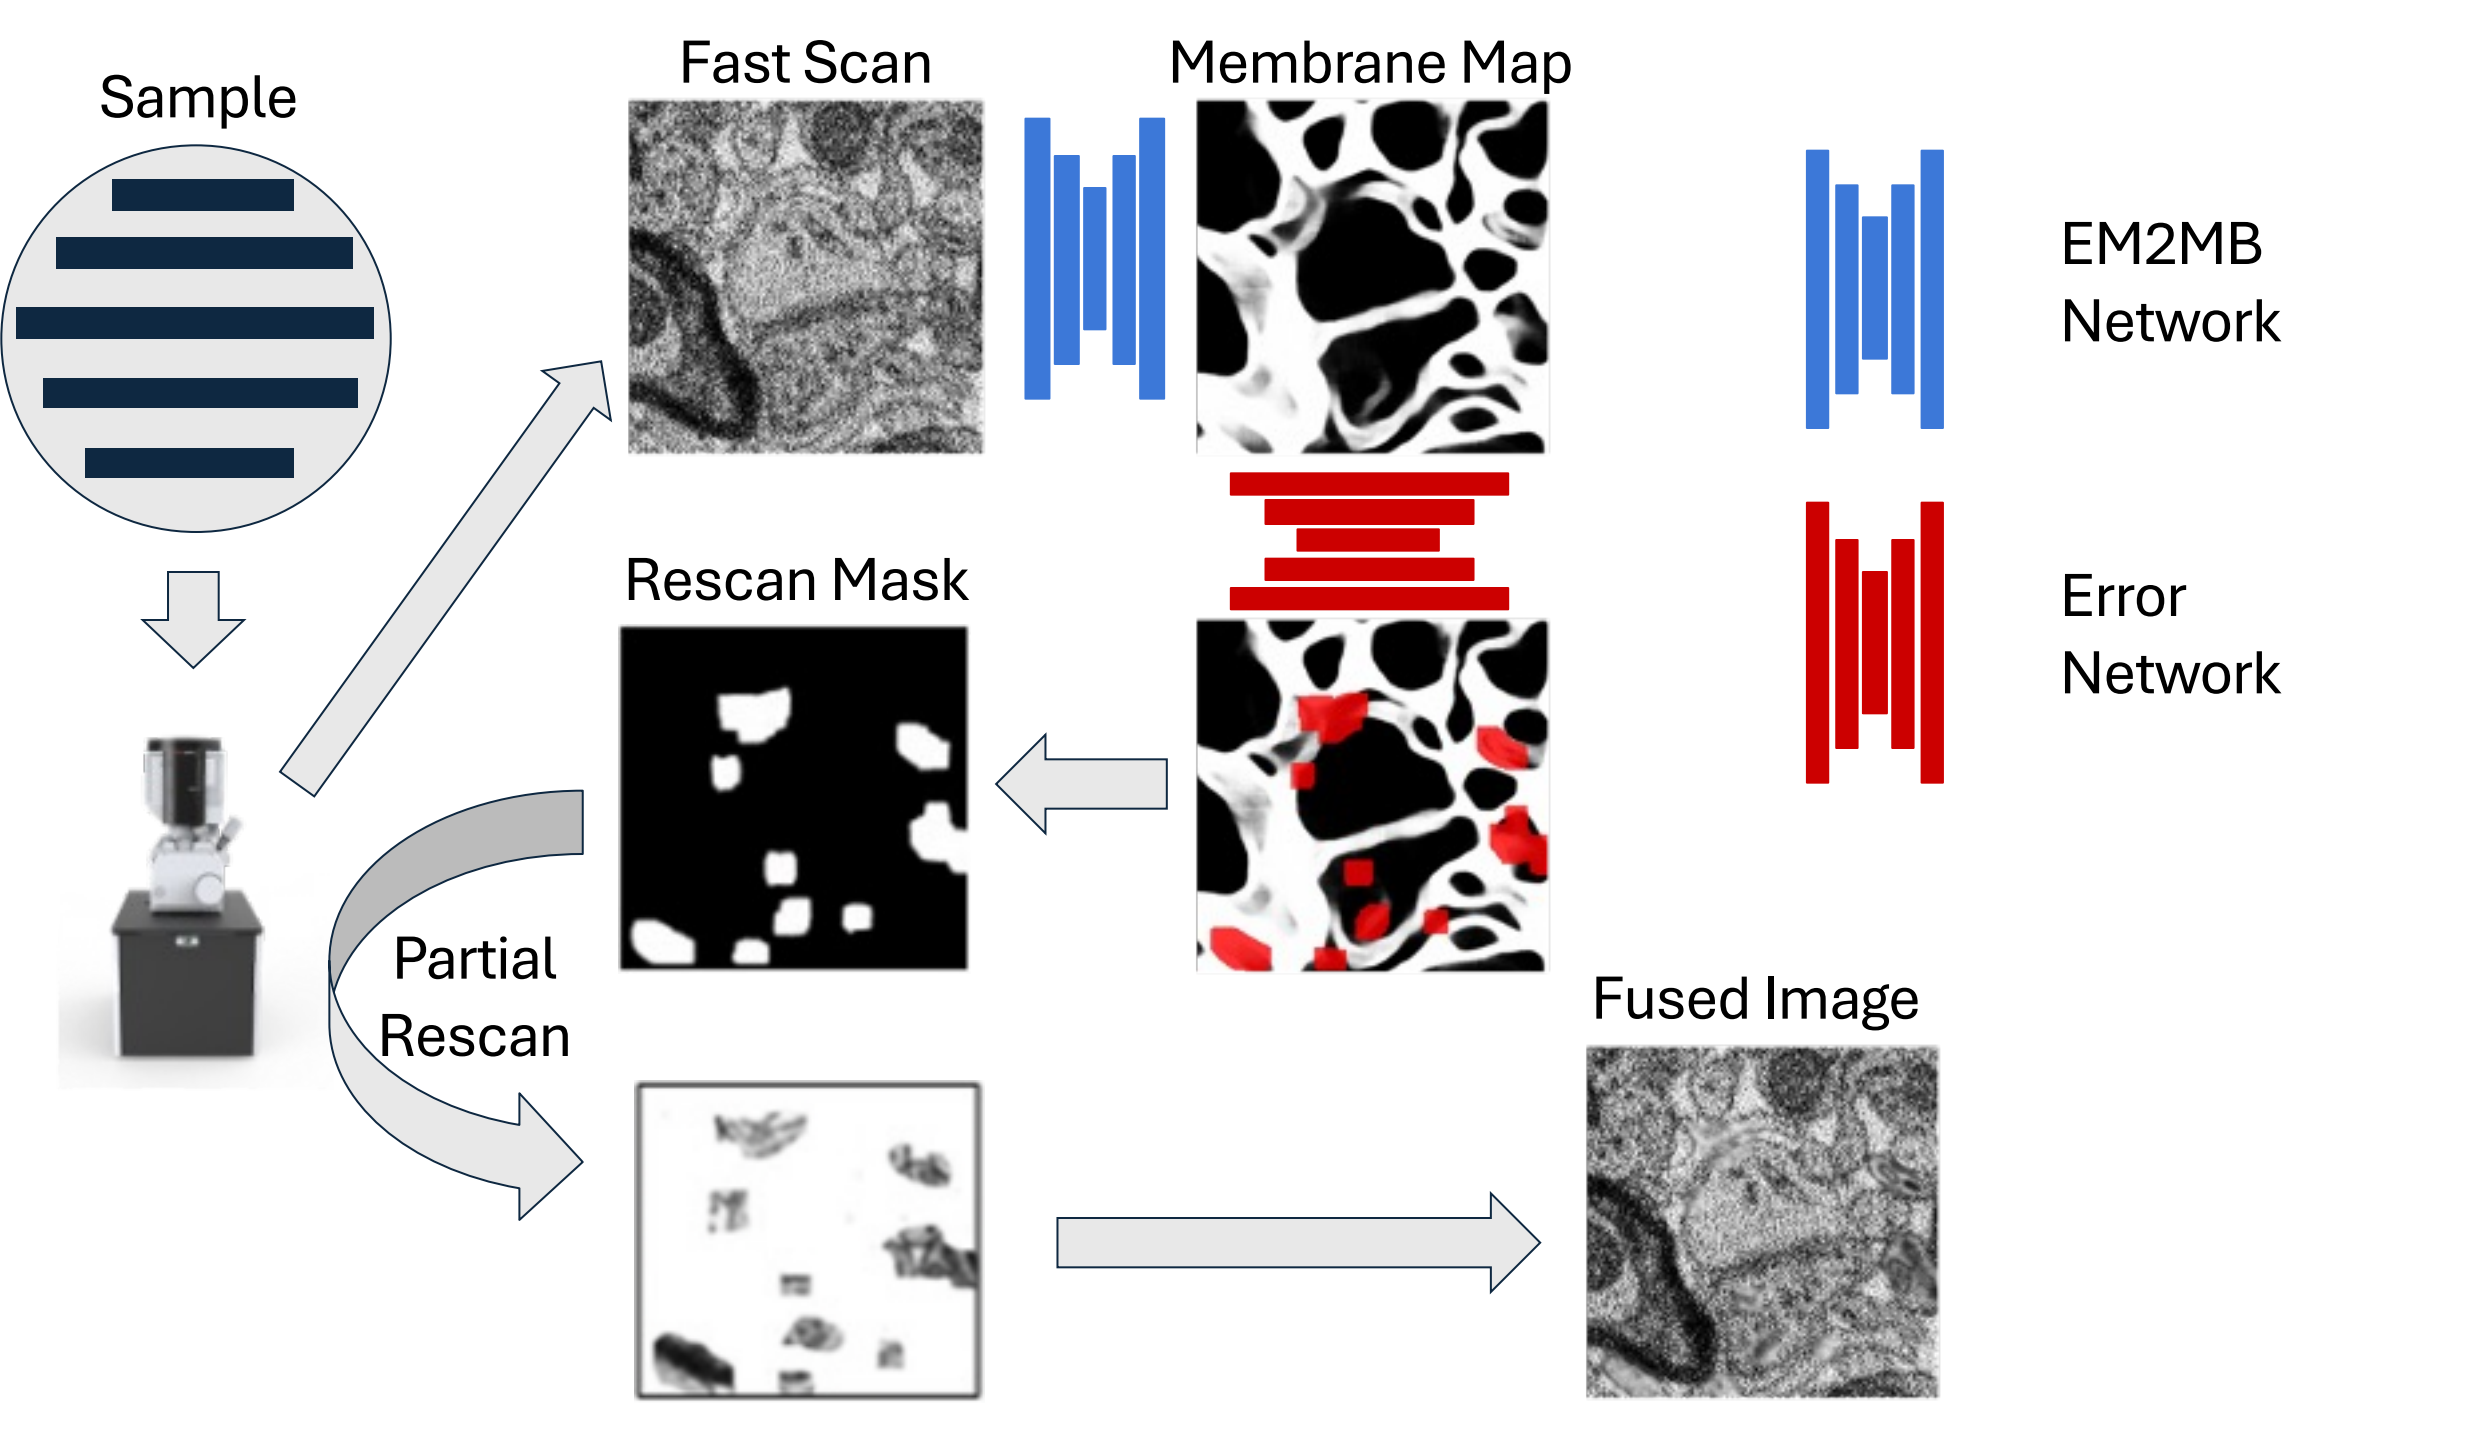 Sample
Fast Scan
Membrane Map
EM2MB
Network
Rescan Mask
Error
Network
Partial
Rescan
Fused Image